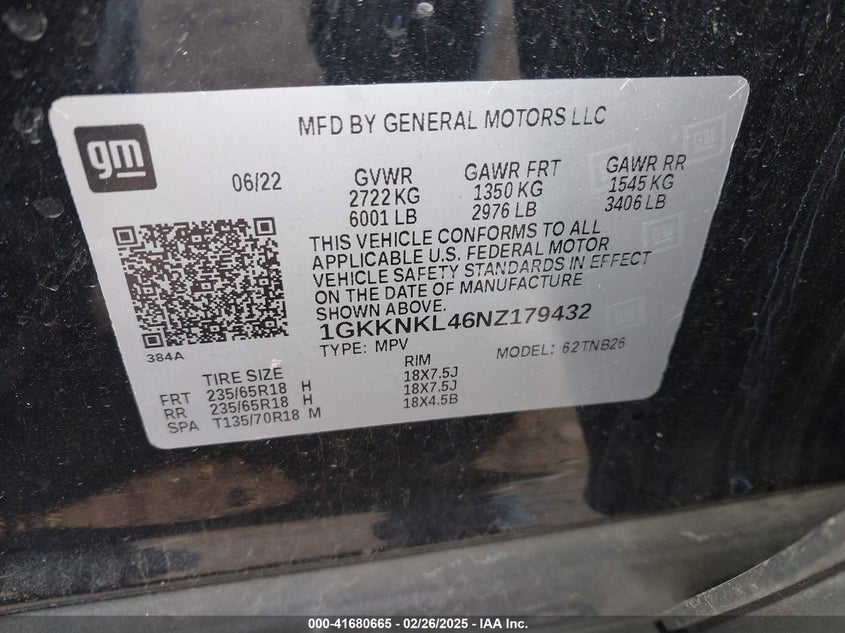 MFD BY GENERAL MOTORS LLC
gm
06/22 GVWR GAWR FRT GAWR RR
2722 KG 1350 KG 1545 KG
6001 LB 2976 LB 3406 LB
THIS VEHICLE CONFORMS TO ALL
APPLICABLE U.S. FEDERAL MOTOR
VEHICLE SAFETY STANDARDS IN EFFECT
ON THE DATE OF MANUFACTURE
SHOWN ABOVE.
1GKKNKL46NZ179432
384A
TYPE: MPV MODEL: 62TNB26
TIRE SIZE RIM
FRT 235/65R18 H 18X7.5J
RR 235/65R18 H 18X7.5J
SPA T135/70R18 M 18X4.5B
000-41680665 - 02/26/2025 - IAA Inc.